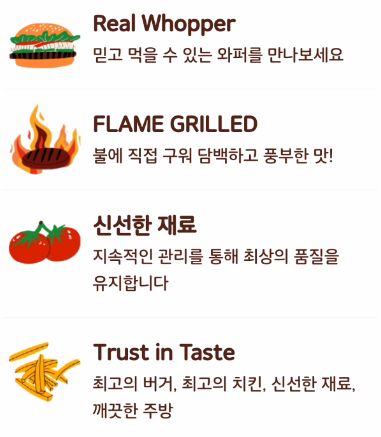 Real Whopper
믿고 먹을 수 있는 와퍼를 만나보세요
FLAME GRILLED
불에 직접 구워 담백하고 풍부한 맛!
신선한 재료
지속적인 관리를 통해 최상의 품질을
유지합니다
Trust in Taste
최고의 버거, 최고의 치킨, 신선한 재료,
깨끗한 주방